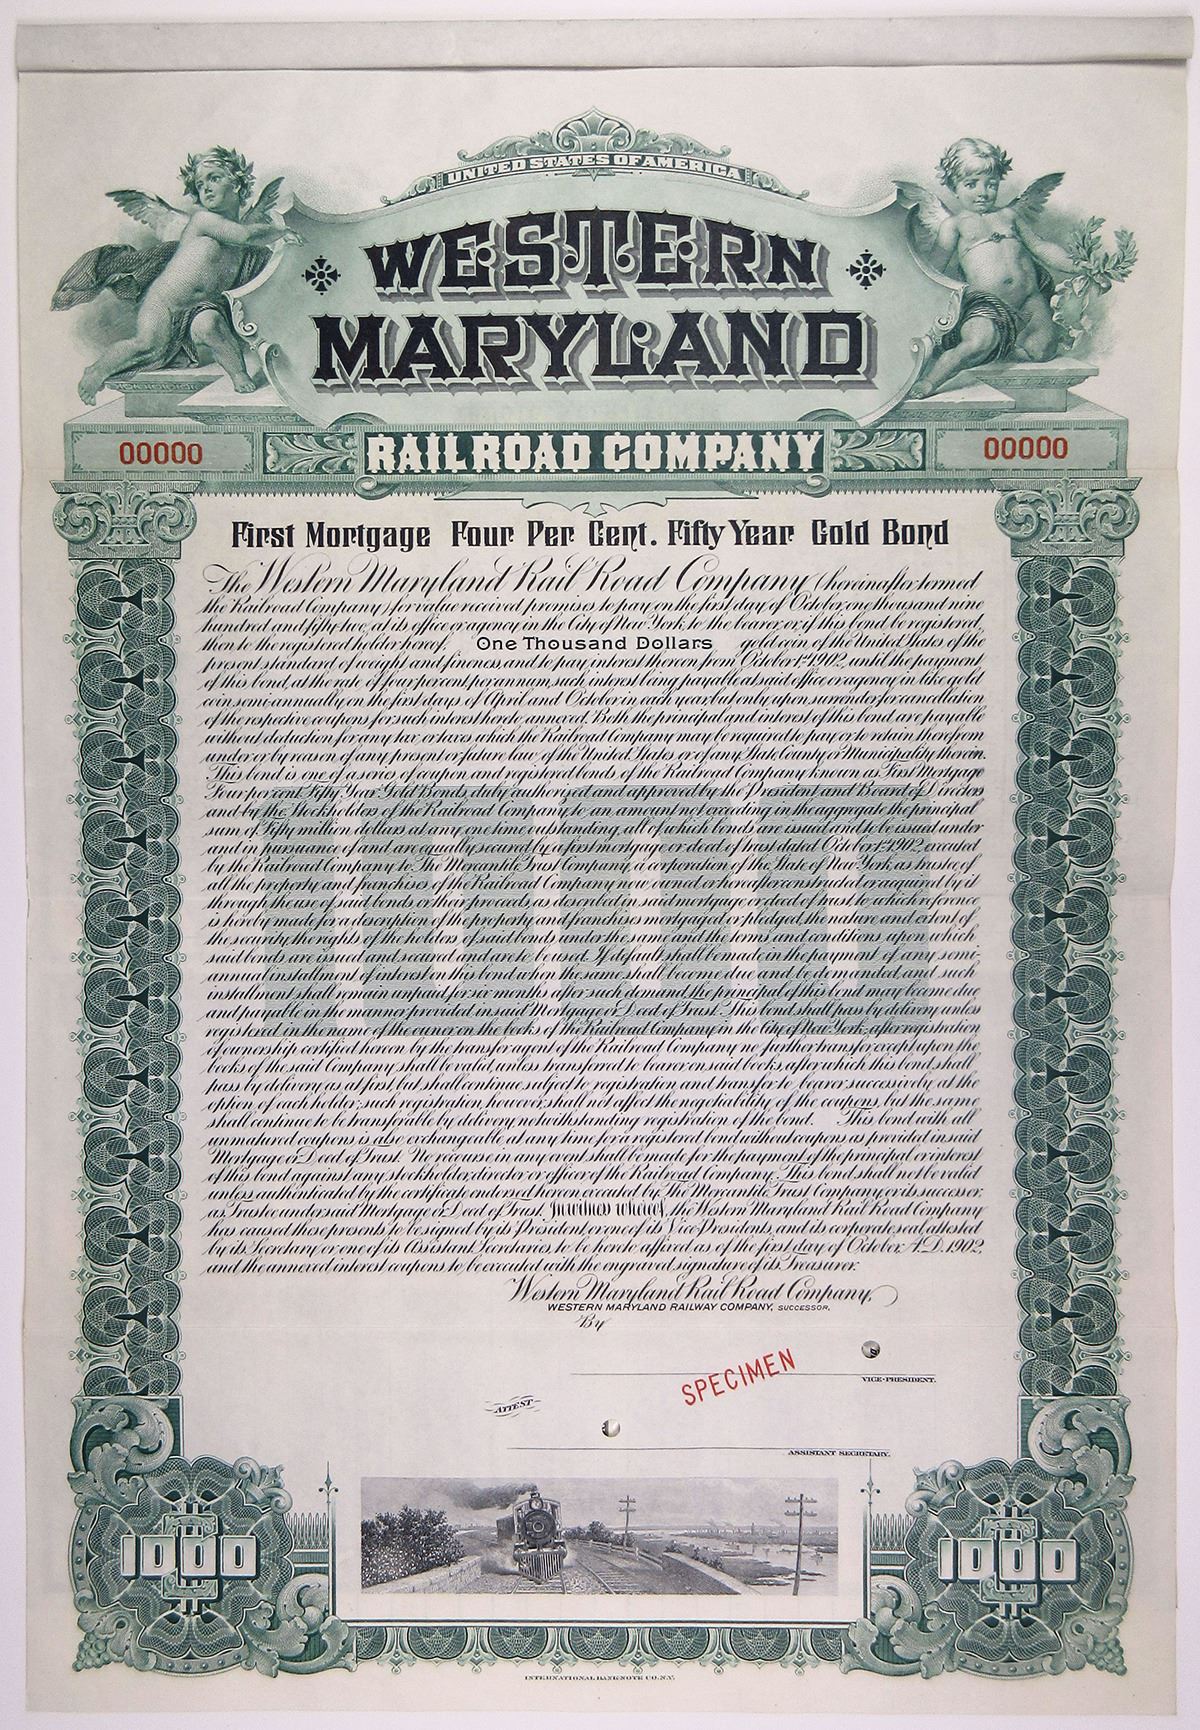 UNITED STATES OF AMERICA
WESTERN
MARYLAND
00000 RAILROAD COMPANY 00000
First Mortgage Four Per Cent. Fifty Year Gold Bond
The Western Maryland Rail Road Company (hereinafter termed
the Railroad Company) for value received promises to pay on the first day of October, one thousand nine
hundred and fifty-two, at its office or agency in the City of New York, to the bearer, or, if this bond be registered,
then to the registered holder hereof, One Thousand Dollars gold coin of the United States of the
present standard of weight and fineness, and to pay interest thereon from October 1st 1902, until the payment
of this bond, at the rate of four per cent per annum, such interest being payable at said office or agency, in like gold
coin semi-annually on the first days of April and October in each year, but only upon surrender for cancellation
of the respective coupons for such interest hereto annexed. Both the principal and interest of this bond are payable
without deduction for any tax or taxes which the Railroad Company may be required to pay or to retain therefrom
under or by reason of any present or future law of the United States or of any State County or Municipality therein.
This bond is one of a series of coupon and registered bonds of the Railroad Company known as First Mortgage
Four per cent Fifty Year Gold Bonds, duly authorized and approved by the President and Board of Directors
and by the Stockholders of the Railroad Company, to an amount not exceeding in the aggregate the principal
sum of Fifty million dollars at any one time outstanding, all of which bonds are issued and to be issued under
and in pursuance of and are equally secured by a first mortgage or deed of trust dated October 1st 1902, executed
by the Railroad Company to The Mercantile Trust Company, a corporation of the State of New York, as trustee of
all the property and franchises of the Railroad Company now owned or hereafter constructed or acquired by it
through the use of said bonds or their proceeds, as described in said mortgage or deed of trust to which reference
is hereby made for a description of the property and franchises mortgaged or pledged, the nature and extent of
the security, the rights of the holders of said bonds under the same and the terms and conditions upon which
said bonds are issued and secured and are to be used. If default shall be made in the payment of any semi-
annual installment of interest on this bond when the same shall become due and be demanded, and such
installment shall remain unpaid for six months after such demand, the principal of this bond may become due
and payable in the manner provided in said Mortgage or Deed of Trust. This bond shall pass by delivery unless
registered in the name of the owner on the books of the Railroad Company in the City of New York, after registration
of ownership certified hereon by the transfer agent of the Railroad Company no further transfer, except upon the
books of the said Company shall be valid, unless transferred to bearer on said books, after which this bond shall
pass by delivery as at first, but shall continue subject to registration and transfer to bearer successively at the
option of each holder; such registration, however, shall not affect the negotiability of the coupons, but the same
shall continue to be transferable by delivery, notwithstanding registration of the bond. This bond with all
unmatured coupons is also exchangeable at any time for a registered bond without coupons as provided in said
Mortgage or Deed of Trust. No recourse in any event shall be made for the payment of the principal or interest
of this bond against any stockholder, director or officer of the Railroad Company. This bond shall not be valid
unless authenticated by the certificate endorsed hereon executed by The Mercantile Trust Company or its successor,
as Trustee under said Mortgage or Deed of Trust. In witness whereof, the Western Maryland Rail Road Company
has caused these presents to be signed by its President, or one of its Vice-Presidents, and its corporate seal attested
by its Secretary or one of its Assistant Secretaries to be hereto affixed as of the first day of October A.D. 1902,
and the annexed interest coupons to be executed with the engraved signature of its Treasurer.
Western Maryland Rail Road Company,
WESTERN MARYLAND RAILWAY COMPANY, SUCCESSOR,
By
SPECIMEN
VICE-PRESIDENT.
ATTEST
ASSISTANT SECRETARY.
1000 1000
INTERNATIONAL BANK NOTE CO. N.Y.